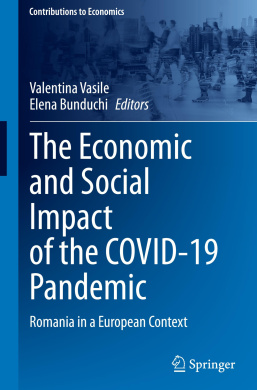 Contributions to Economics
Valentina Vasile
Elena Bunduchi Editors
The Economic
and Social
Impact
of the COVID-19
Pandemic
Romania in a European Context
Springer